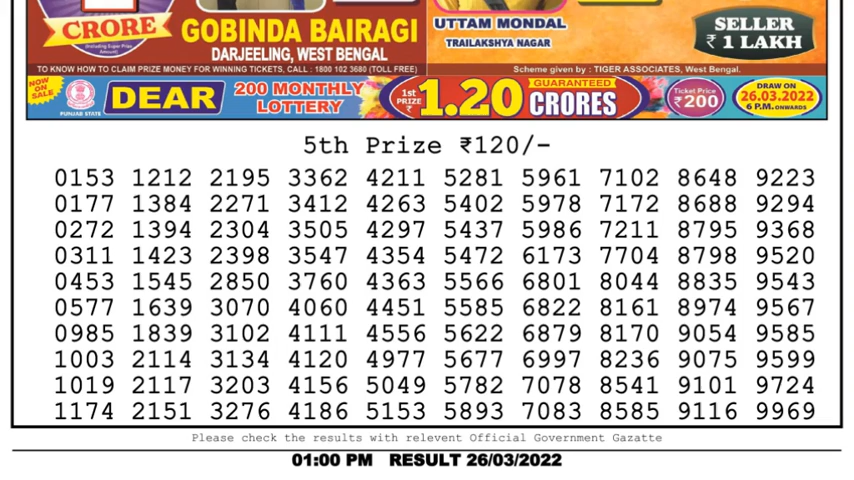 CRORE
(Including Super Prize Amount)
GOBINDA BAIRAGI
DARJEELING, WEST BENGAL
UTTAM MONDAL
TRAILAKSHYA NAGAR
SELLER
₹ 1 LAKH
TO KNOW HOW TO CLAIM PRIZE MONEY FOR WINNING TICKETS, CALL : 1800 102 3680 (TOLL FREE)
Scheme given by : TIGER ASSOCIATES, West Bengal.
NOW ON SALE
PUNJAB STATE
DEAR
200 MONTHLY
LOTTERY
1st PRIZE ₹
1.20
GUARANTEED
CRORES
Ticket Price
₹200
DRAW ON
26.03.2022
6 P.M. ONWARDS
5th Prize ₹120/-
0153 1212 2195 3362 4211 5281 5961 7102 8648 9223
0177 1384 2271 3412 4263 5402 5978 7172 8688 9294
0272 1394 2304 3505 4297 5437 5986 7211 8795 9368
0311 1423 2398 3547 4354 5472 6173 7704 8798 9520
0453 1545 2850 3760 4363 5566 6801 8044 8835 9543
0577 1639 3070 4060 4451 5585 6822 8161 8974 9567
0985 1839 3102 4111 4556 5622 6879 8170 9054 9585
1003 2114 3134 4120 4977 5677 6997 8236 9075 9599
1019 2117 3203 4156 5049 5782 7078 8541 9101 9724
1174 2151 3276 4186 5153 5893 7083 8585 9116 9969
Please check the results with relevent Official Government Gazatte
01:00 PM RESULT 26/03/2022